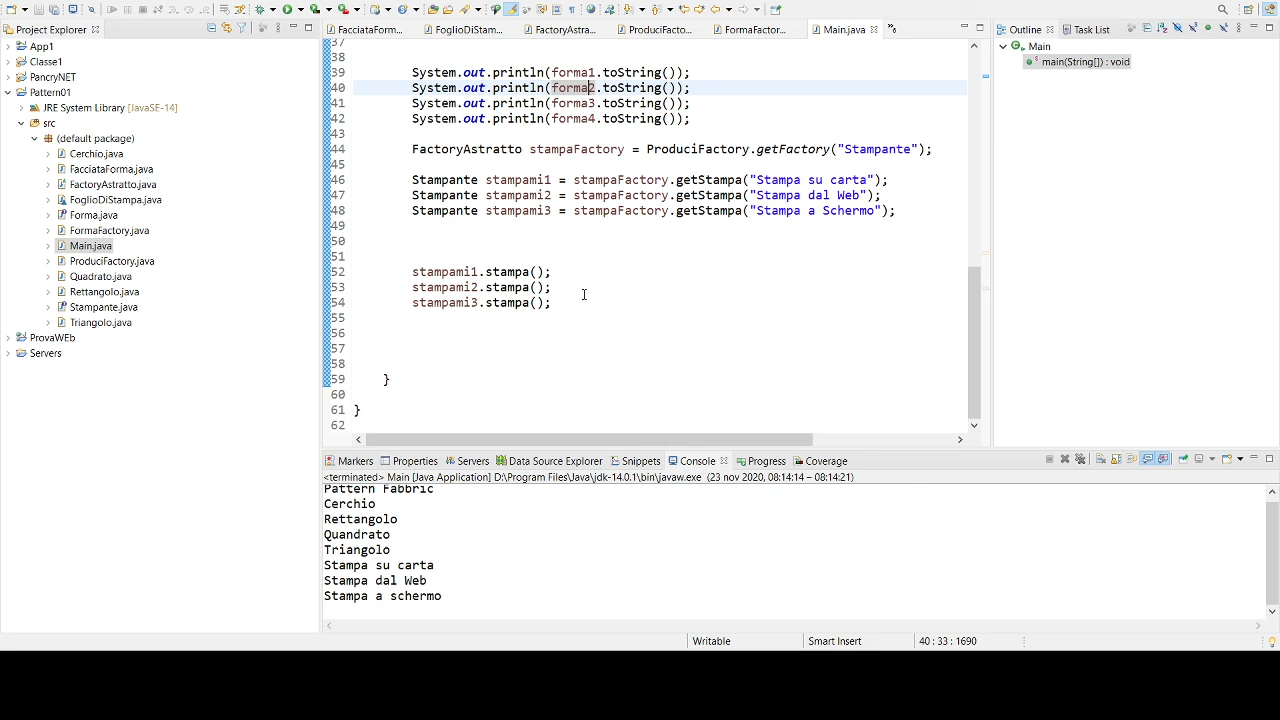 Project Explorer
App1
Classe1
PancryNET
Pattern01
JRE System Library [JavaSE-14]
src
(default package)
Cerchio.java
FacciataForma.java
FactoryAstratto.java
FoglioDiStampa.java
Forma.java
FormaFactory.java
Main.java
ProduciFactory.java
Quadrato.java
Rettangolo.java
Stampante.java
Triangolo.java
ProvaWEb
Servers
FacciataForm... FoglioDiStam... FactoryAstra... ProduciFacto... FormaFactor... Main.java
37
38
39 System.out.println(forma1.toString());
40 System.out.println(forma2.toString());
41 System.out.println(forma3.toString());
42 System.out.println(forma4.toString());
43
44 FactoryAstratto stampaFactory = ProduciFactory.getFactory("Stampante");
45
46 Stampante stampami1 = stampaFactory.getStampa("Stampa su carta");
47 Stampante stampami2 = stampaFactory.getStampa("Stampa dal Web");
48 Stampante stampami3 = stampaFactory.getStampa("Stampa a Schermo");
49
50
51
52 stampami1.stampa();
53 stampami2.stampa();
54 stampami3.stampa();
55
56
57
58
59 }
60
61 }
62
Outline Task List
Main
main(String[]) : void
Markers Properties Servers Data Source Explorer Snippets Console Progress Coverage
<terminated> Main [Java Application] D:\Program Files\Java\jdk-14.0.1\bin\javaw.exe (23 nov 2020, 08:14:14 – 08:14:21)
Pattern Fabbric
Cerchio
Rettangolo
Quandrato
Triangolo
Stampa su carta
Stampa dal Web
Stampa a schermo
Writable Smart Insert 40 : 33 : 1690